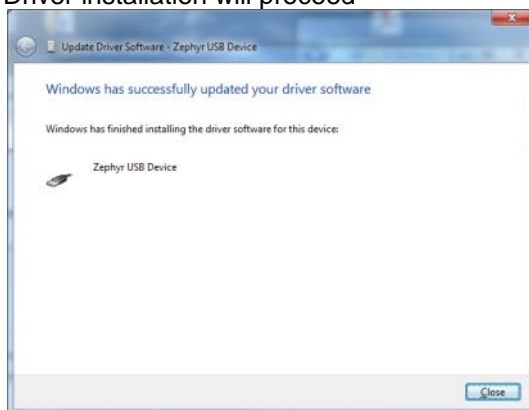 Driver installation will proceed
Update Driver Software - Zephyr USB Device
Windows has successfully updated your driver software
Windows has finished installing the driver software for this device:
Zephyr USB Device
Close